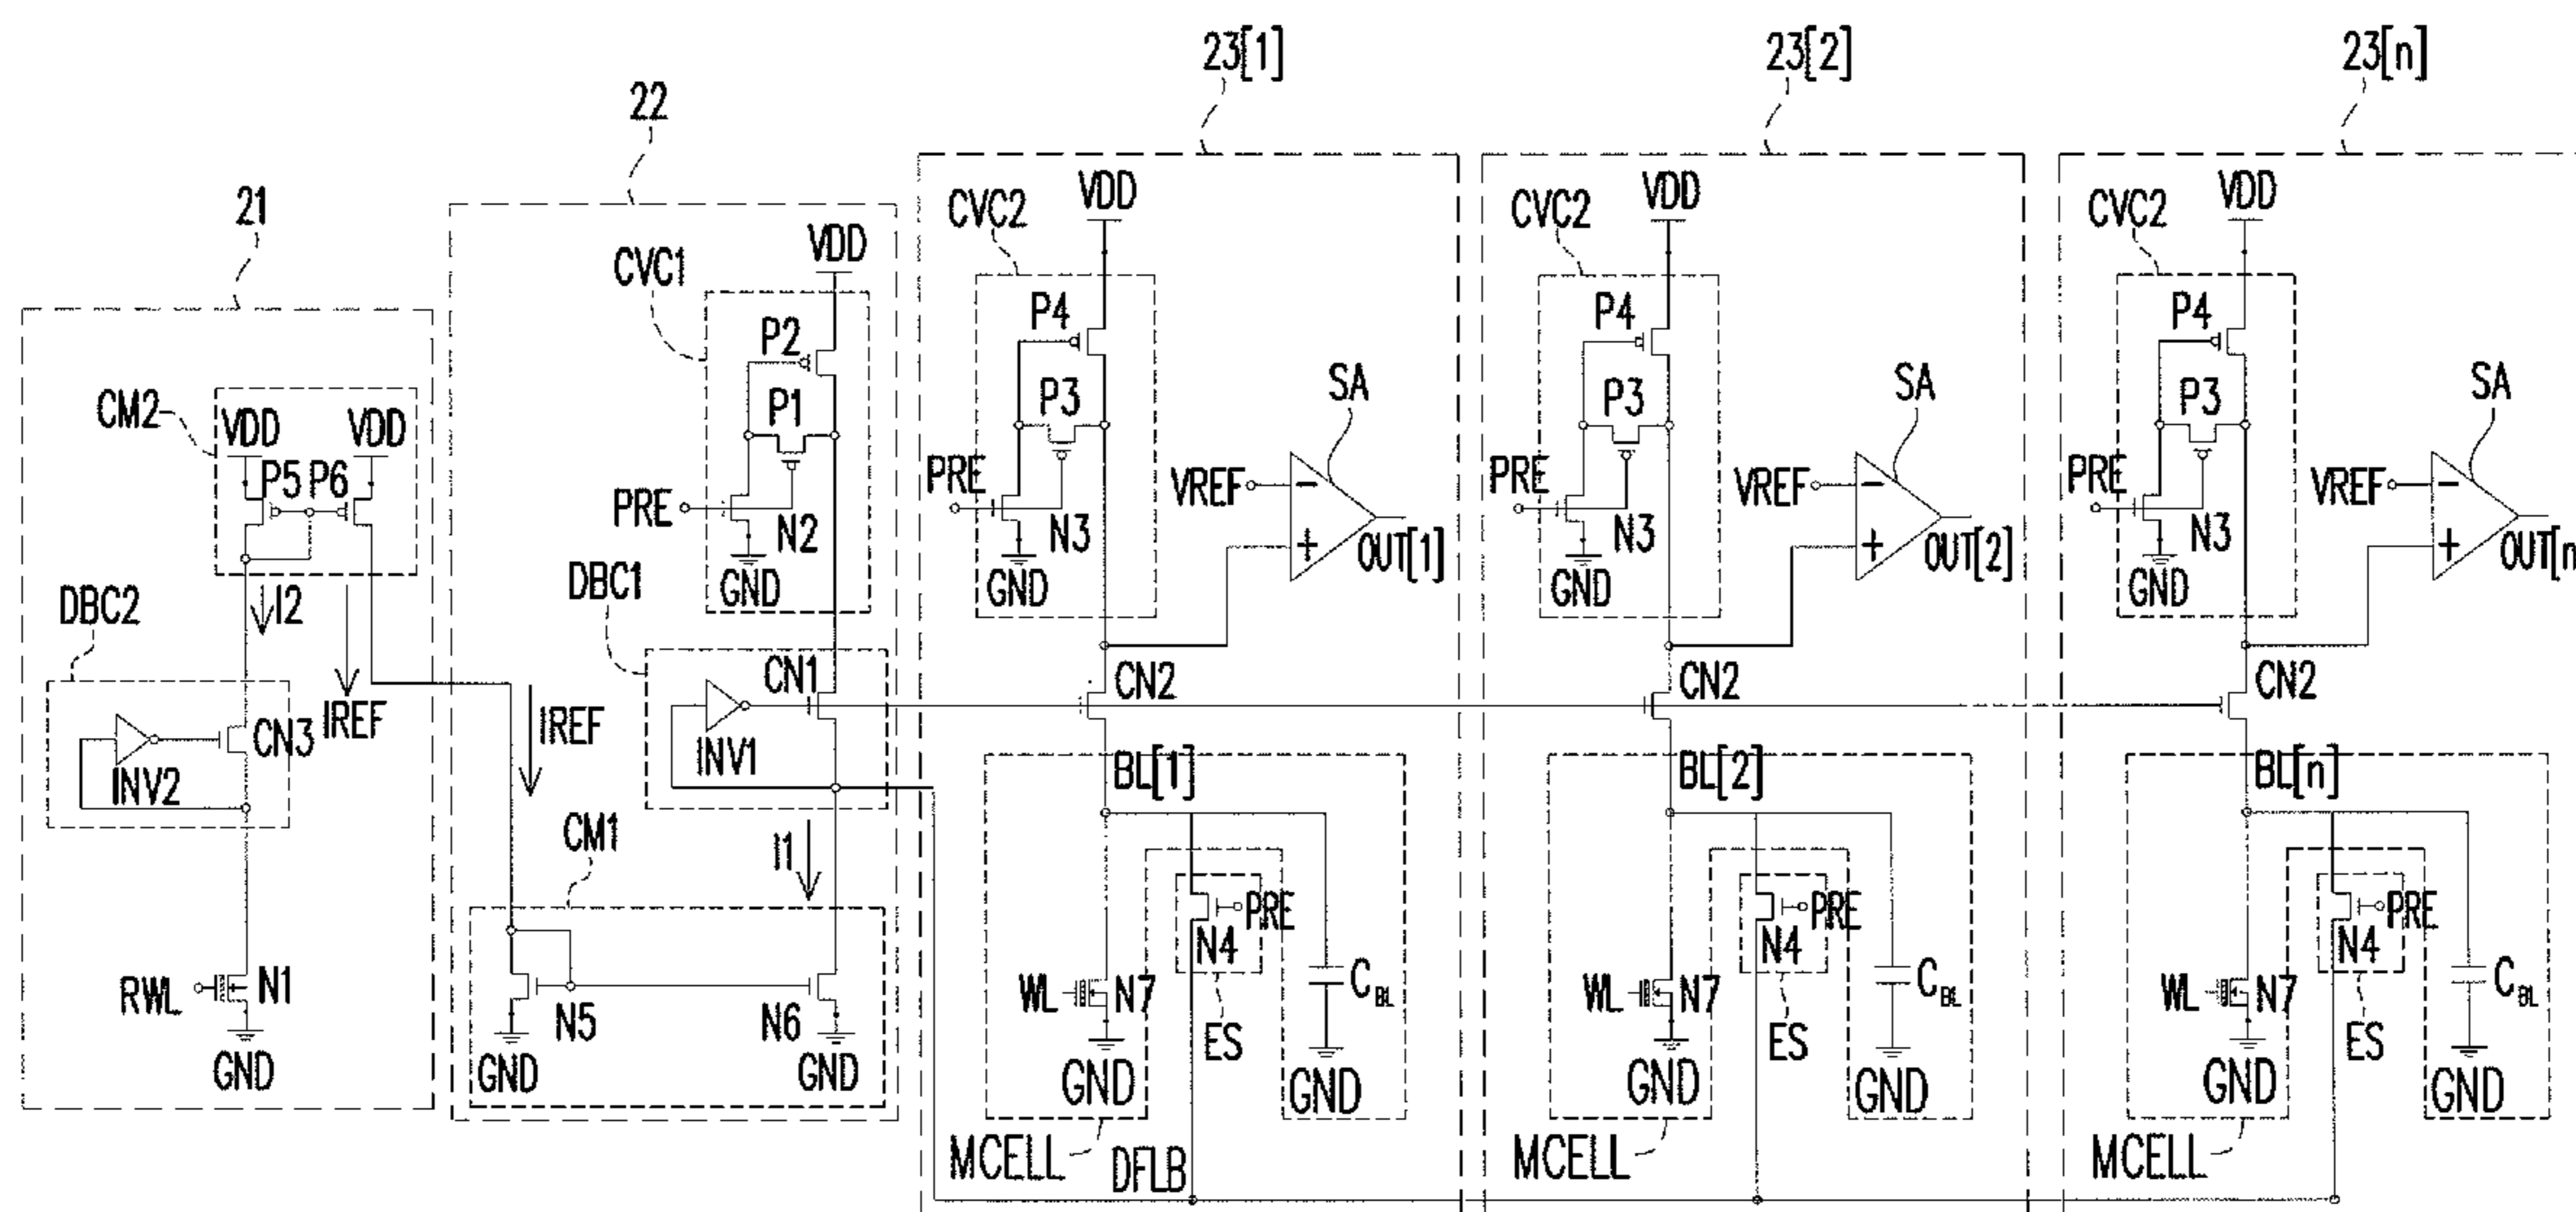 21
CM2
VDD
VDD
P5
P6
I2
DBC2
IREF
CN3
INV2
RWL
N1
GND
22
CVC1
VDD
P2
P1
PRE
N2
GND
DBC1
CN1
INV1
IREF
I1
CM1
N5
GND
N6
GND
23[1]
CVC2
VDD
P4
P3
PRE
N3
GND
SA
VREF
−
+
OUT[1]
CN2
BL[1]
PRE
N4
ES
WL
N7
GND
CBL
GND
MCELL
DFLB
23[2]
CVC2
VDD
P4
P3
PRE
N3
GND
SA
VREF
−
+
OUT[2]
CN2
BL[2]
PRE
N4
ES
WL
N7
GND
CBL
GND
MCELL
23[n]
CVC2
VDD
P4
P3
PRE
N3
GND
SA
VREF
−
+
OUT[n
CN2
BL[n]
PRE
N4
ES
WL
N7
GND
CBL
GND
MCELL